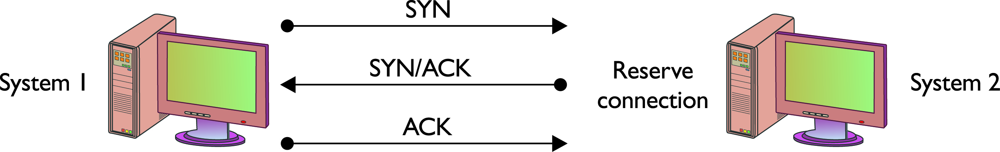 SYN
SYN/ACK
System 1
Reserve
connection
System 2
ACK